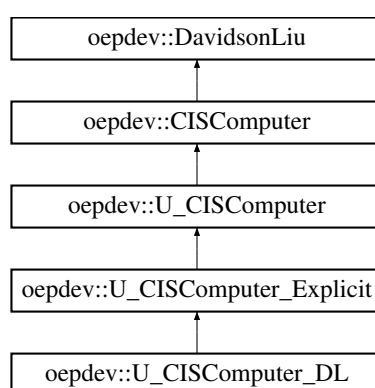 oepdev::DavidsonLiu
oepdev::CISComputer
oepdev::U_CISComputer
oepdev::U_CISComputer_Explicit
oepdev::U_CISComputer_DL